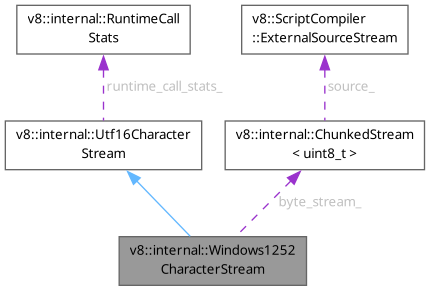 v8::internal::RuntimeCall
Stats
v8::ScriptCompiler
::ExternalSourceStream
runtime_call_stats_
source_
v8::internal::Utf16Character
Stream
v8::internal::ChunkedStream
< uint8_t >
byte_stream_
v8::internal::Windows1252
CharacterStream